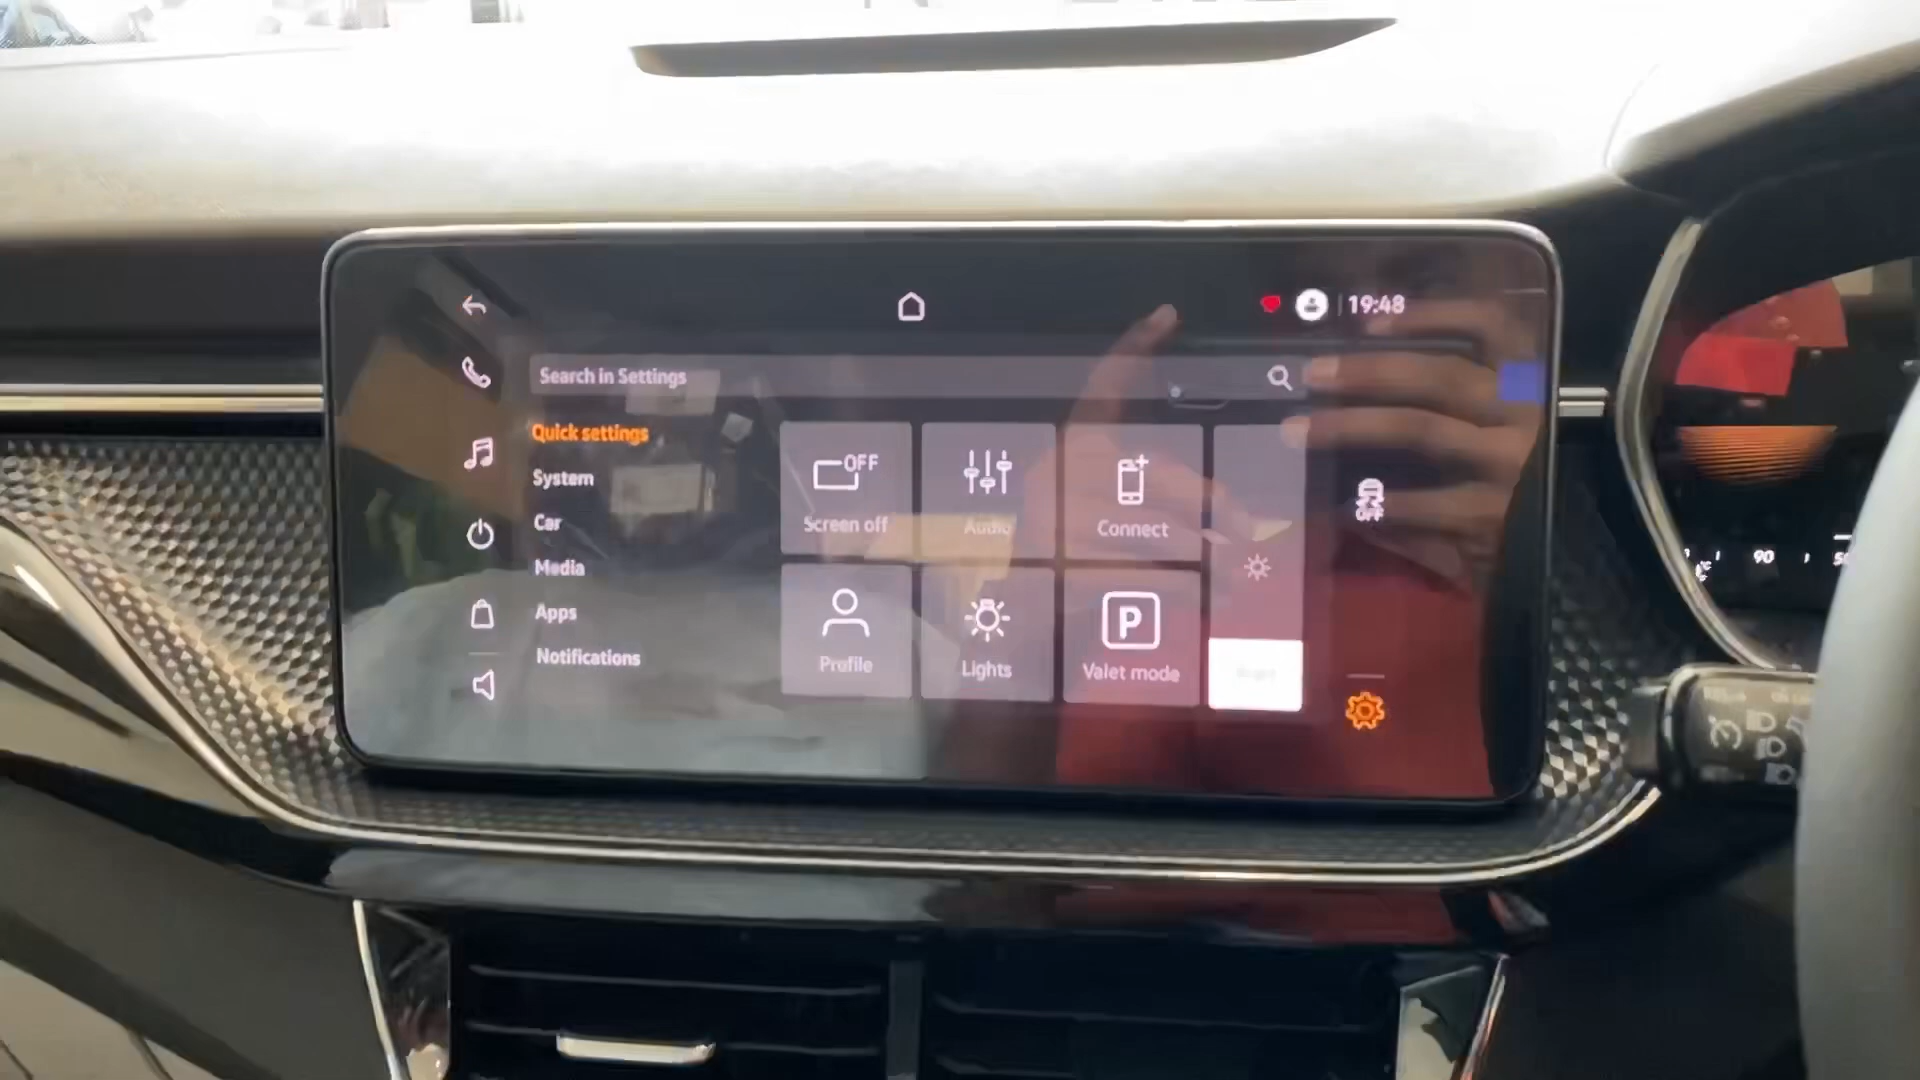 19:48
Search in Settings
Quick settings
System
Car
Media
Apps
Notifications
OFF
Screen off
Audio
Connect
OFF
Profile
Lights
P
Valet mode
90